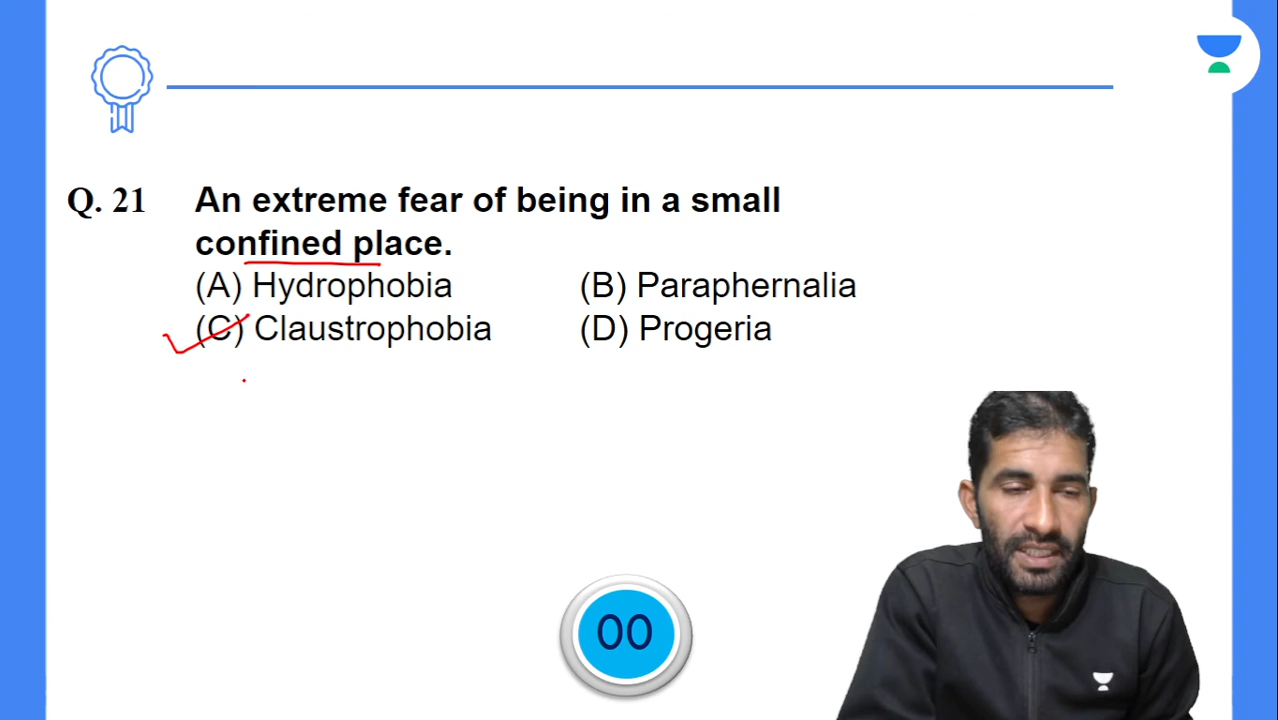 Q. 21 An extreme fear of being in a small
confined place.
(A) Hydrophobia (B) Paraphernalia
(C) Claustrophobia (D) Progeria
00